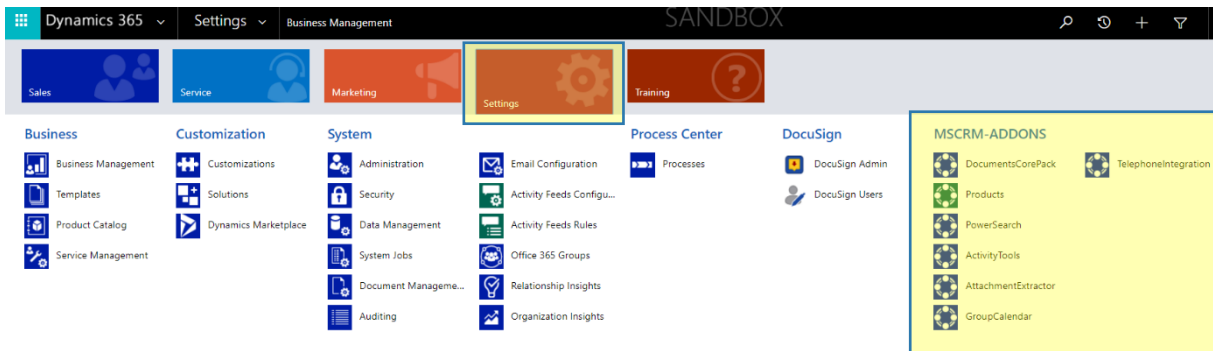 Dynamics 365 Settings Business Management SANDBOX
Sales Service Marketing Settings Training
Business Customization System Process Center DocuSign MSCRM-ADDONS
Business Management Customizations Administration Email Configuration Processes DocuSign Admin DocumentsCorePack TelephoneIntegration
Templates Solutions Security Activity Feeds Configu... DocuSign Users Products
Product Catalog Dynamics Marketplace Data Management Activity Feeds Rules PowerSearch
Service Management System Jobs Office 365 Groups ActivityTools
Document Manageme... Relationship Insights AttachmentExtractor
Auditing Organization Insights GroupCalendar